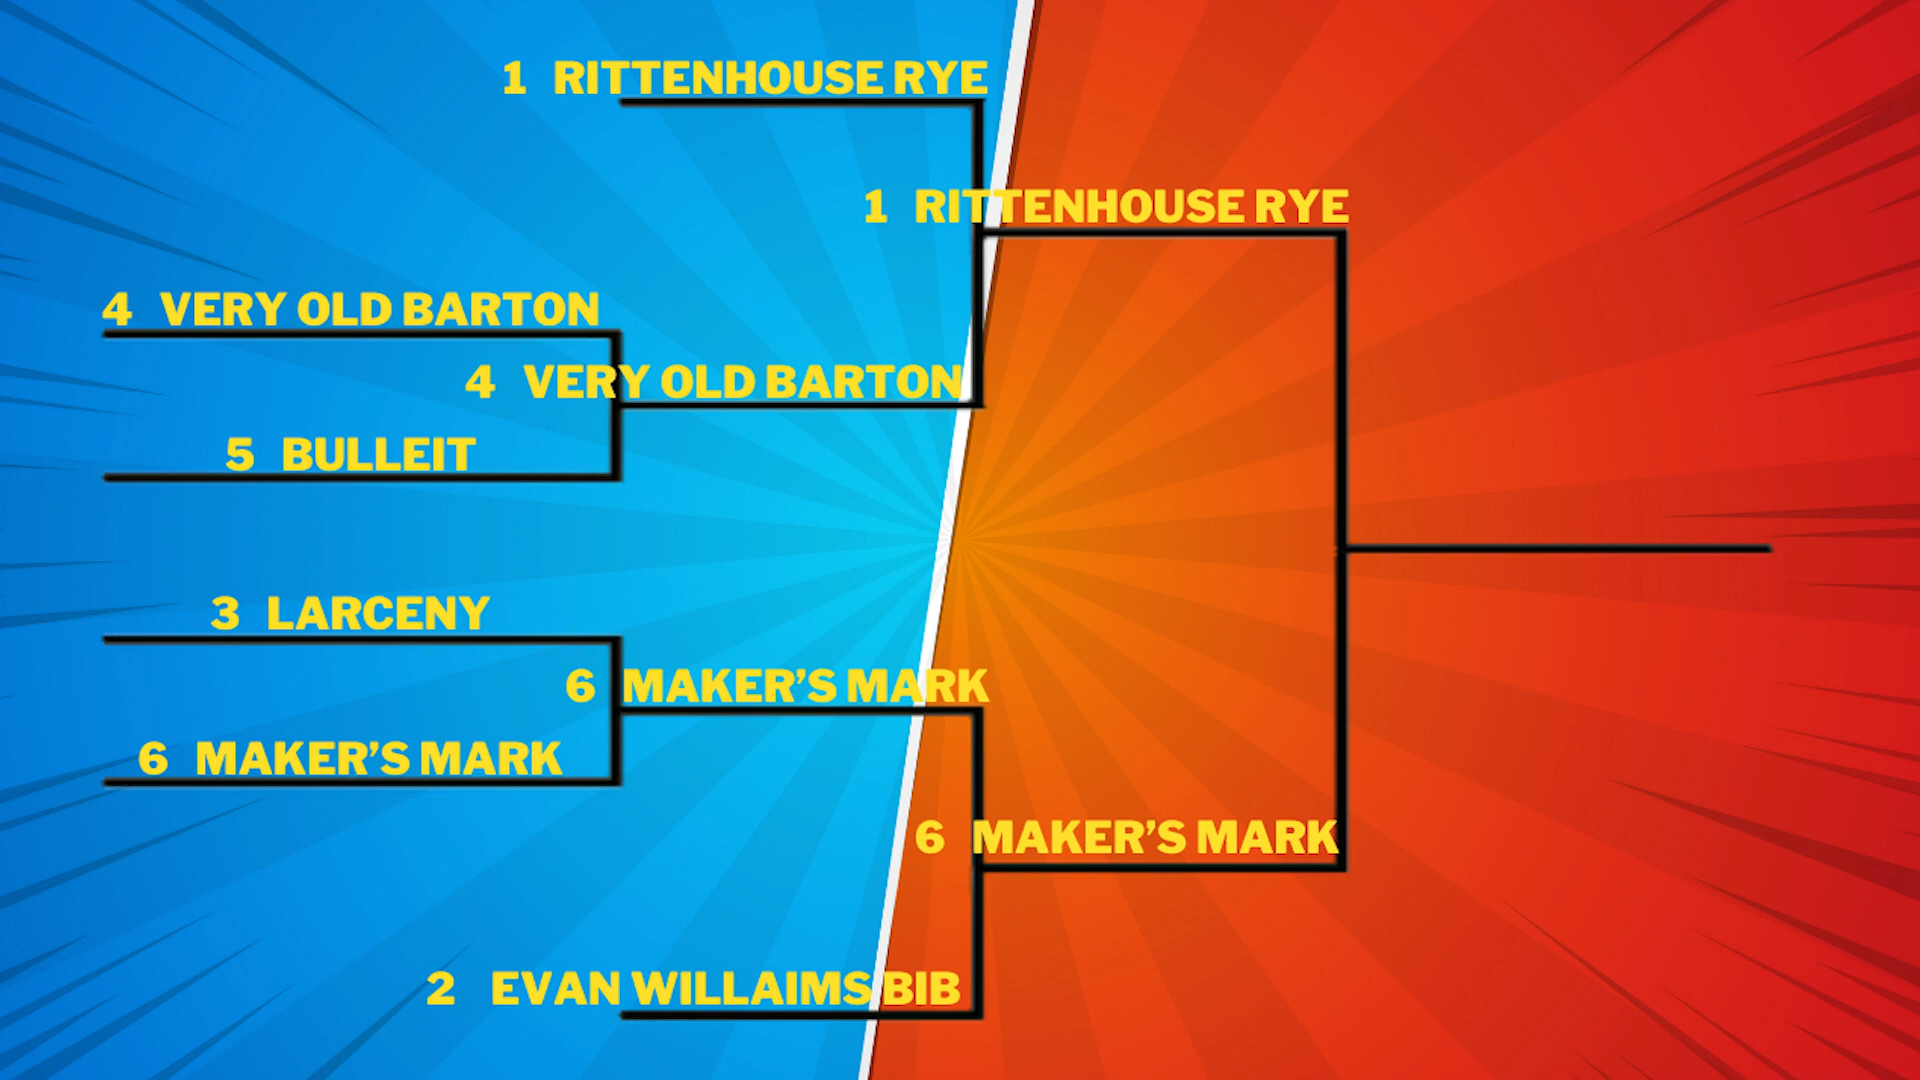 1 RITTENHOUSE RYE
1 RITTENHOUSE RYE
4 VERY OLD BARTON
4 VERY OLD BARTON
5 BULLEIT
3 LARCENY
6 MAKER’S MARK
6 MAKER’S MARK
6 MAKER’S MARK
2 EVAN WILLAIMS BIB